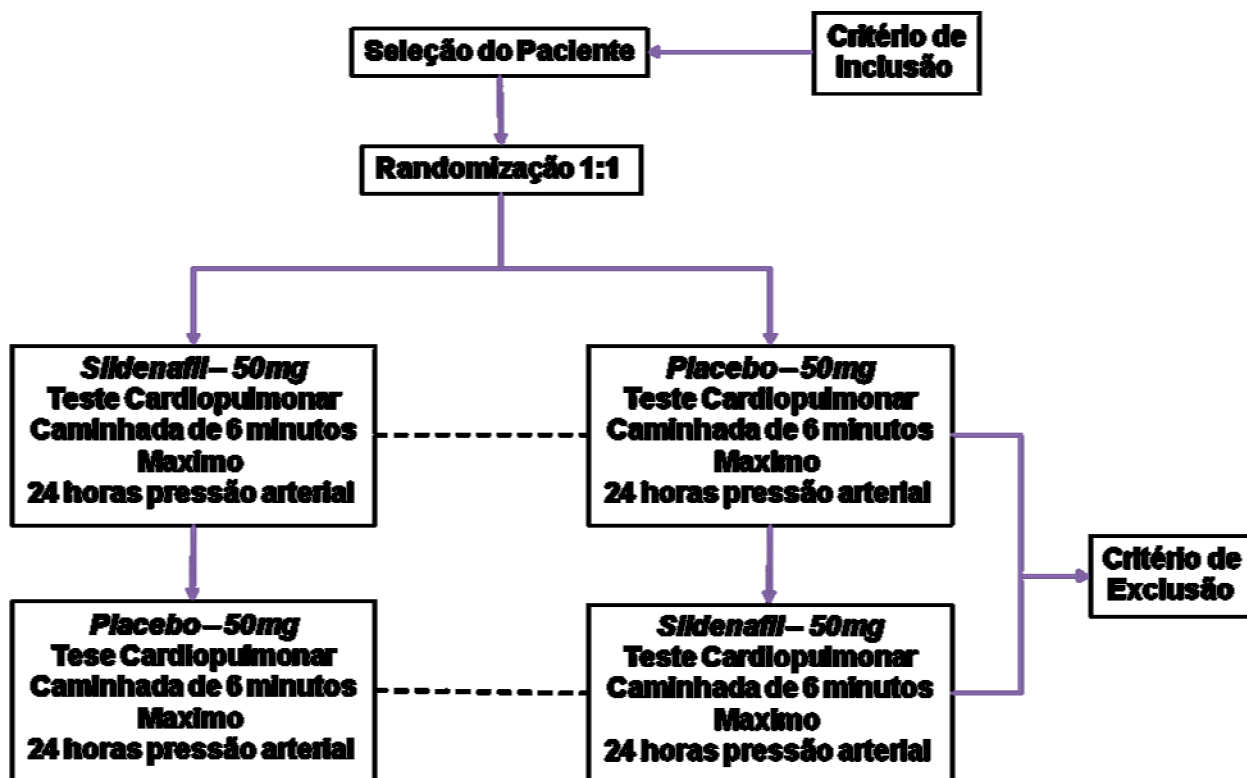 Seleção do Paciente
Critério de
Inclusão
Randomização 1:1
Sildenafil – 50mg
Teste Cardiopulmonar
Caminhada de 6 minutos
Maximo
24 horas pressão arterial
Placebo – 50mg
Teste Cardiopulmonar
Caminhada de 6 minutos
Maximo
24 horas pressão arterial
Critério de
Exclusão
Placebo – 50mg
Tese Cardiopulmonar
Caminhada de 6 minutos
Maximo
24 horas pressão arterial
Sildenafil – 50mg
Teste Cardiopulmonar
Caminhada de 6 minutos
Maximo
24 horas pressão arterial